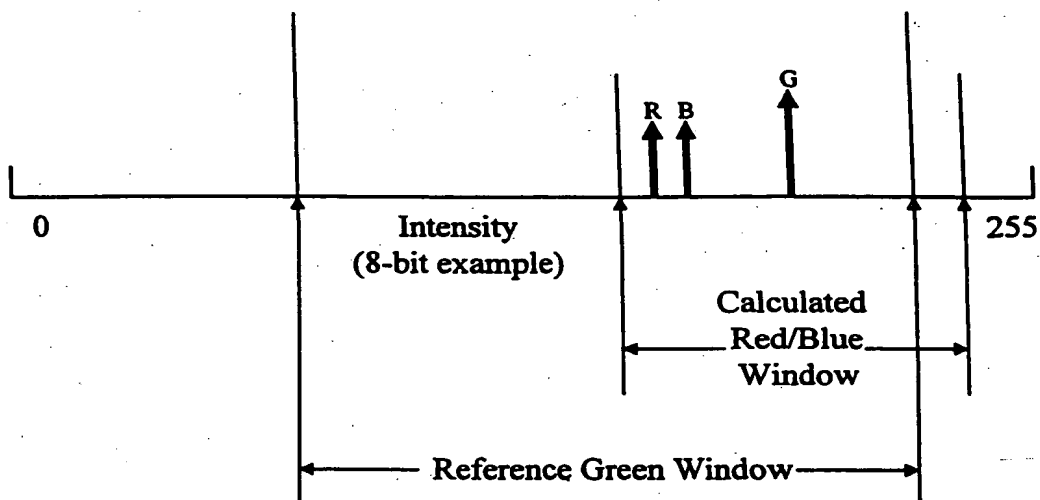 G
R B
0
Intensity
255
(8-bit example)
Calculated
Red/Blue
Window
Reference Green Window